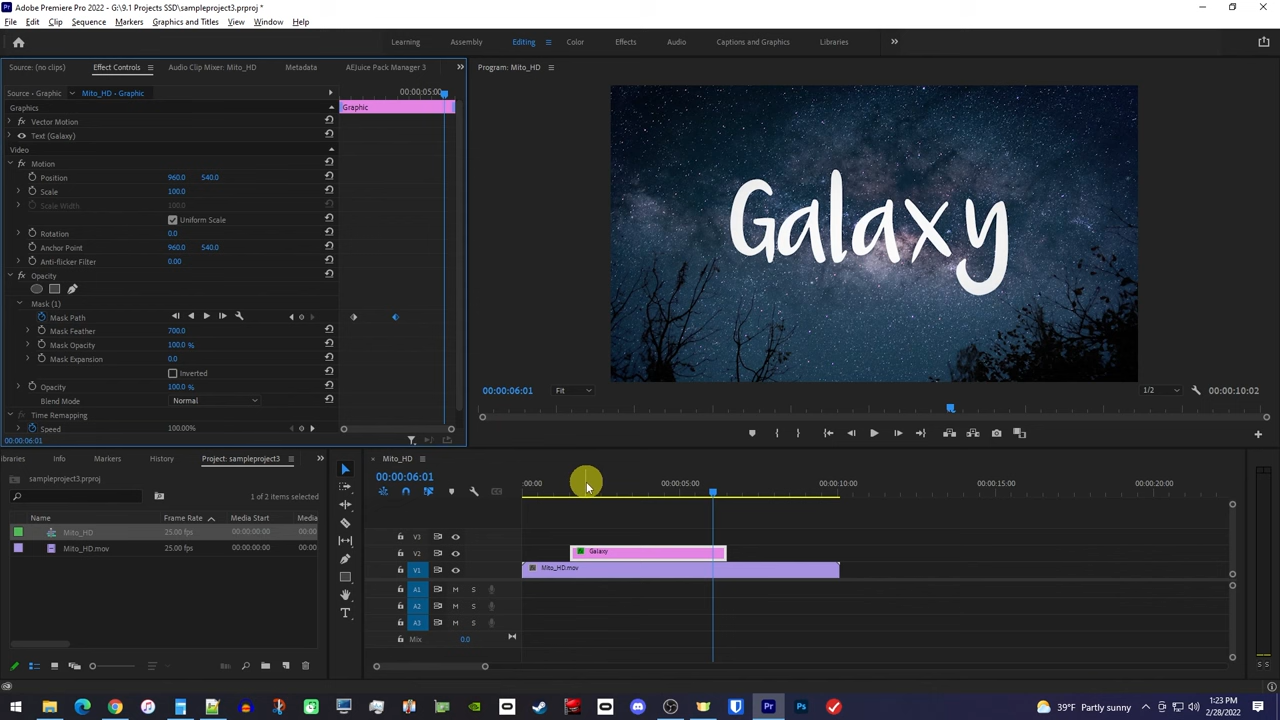 Adobe Premiere Pro 2022 - G:\9.1 Projects SSD\sampleproject3.prproj *
File Edit Clip Sequence Markers Graphics and Titles View Window Help
Learning Assembly Editing Color Effects Audio Captions and Graphics Libraries
Source: (no clips) Effect Controls Audio Clip Mixer: Mito_HD Metadata AEJuice Pack Manager 3
Program: Mito_HD
Source · Graphic Mito_HD · Graphic 00:00:05:00
Graphics Graphic
Vector Motion
Text (Galaxy)
Video
Motion
Position 960.0 540.0
Scale 100.0
Scale Width 100.0
Uniform Scale
Rotation 0.0
Anchor Point 960.0 540.0
Anti-flicker Filter 0.00
Opacity
Mask (1)
Mask Path
Mask Feather 700.0
Mask Opacity 100.0 %
Mask Expansion 0.0
Inverted
Opacity 100.0 %
Blend Mode Normal
Time Remapping
Speed 100.00%
00:00:06:01
Galaxy
00:00:06:01 Fit 1/2 00:00:10:02
ibraries Info Markers History Project: sampleproject3
sampleproject3.prproj
1 of 2 items selected
Name Frame Rate Media Start Media
Mito_HD 25.00 fps 00:00:00:00 00:00
Mito_HD.mov 25.00 fps 00:00:00:00 00:00
Mito_HD
00:00:06:01
:00:00 00:00:05:00 00:00:10:00 00:00:15:00 00:00:20:00
V3
V2 Galaxy
V1 Mito_HD.mov
A1 M S
A2 M S
A3 M S
Mix 0.0
S S
39°F Partly sunny
1:23 PM
2/28/2022